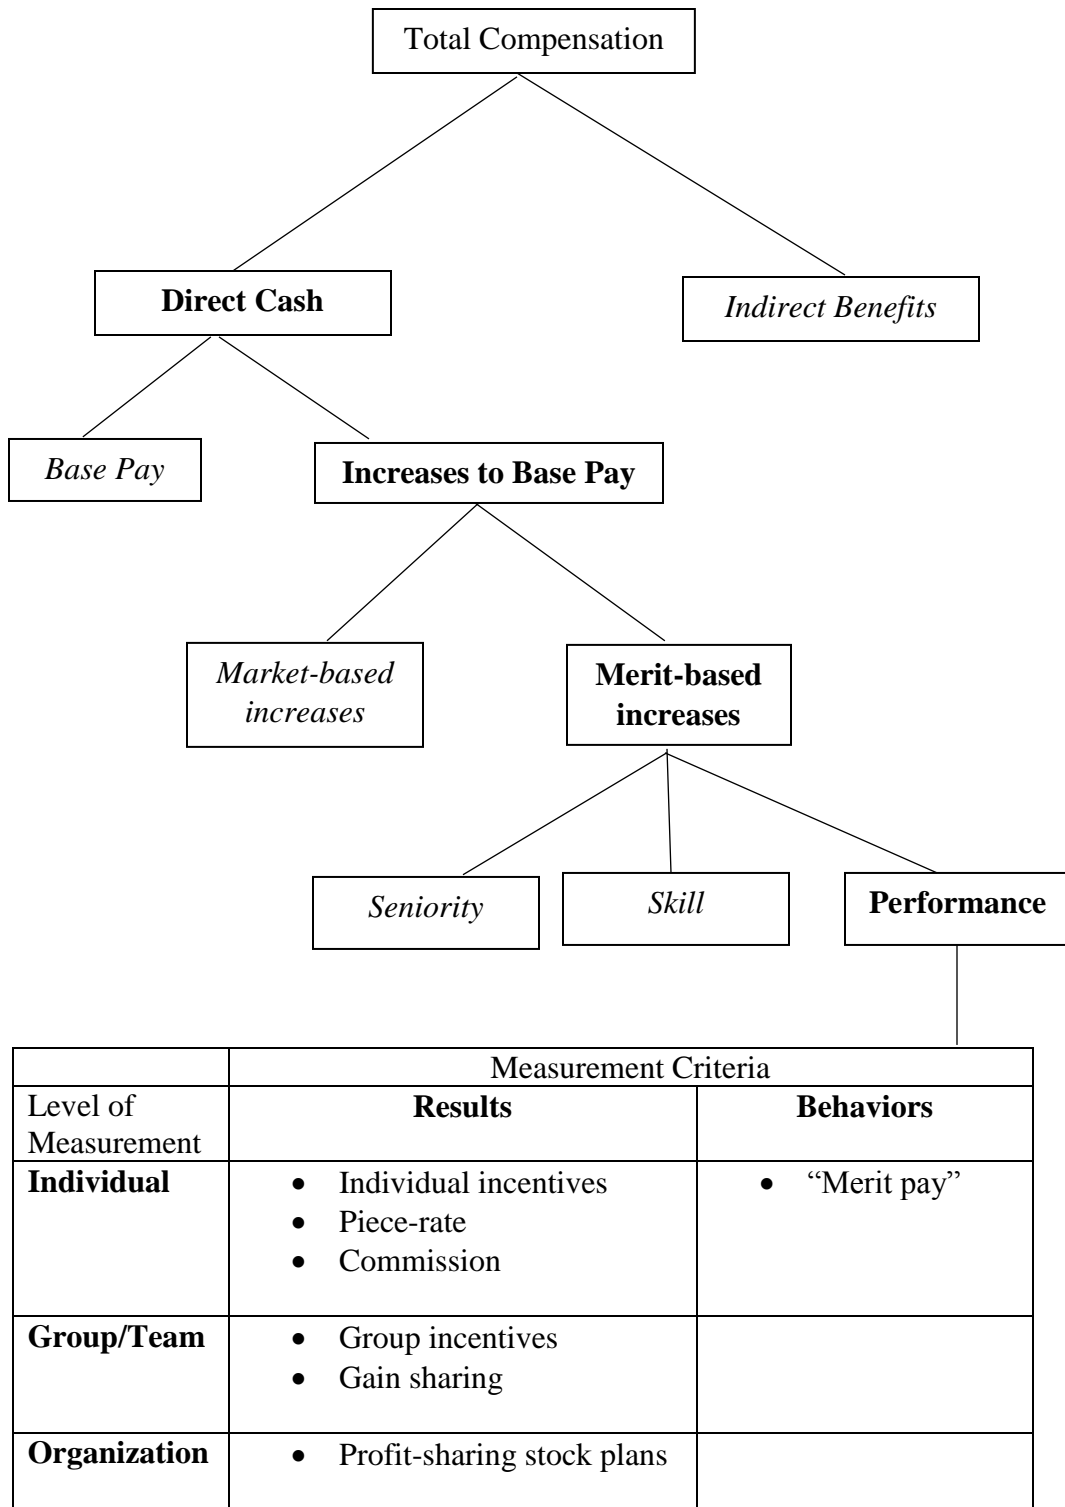 Total Compensation
Direct Cash
Indirect Benefits
Base Pay
Increases to Base Pay
Market-based
increases
Merit-based
increases
Seniority
Skill
Performance
Measurement Criteria
Level of
Measurement
Results
Behaviors
Individual
• Individual incentives
• Piece-rate
• Commission
• “Merit pay”
Group/Team
• Group incentives
• Gain sharing
Organization
• Profit-sharing stock plans